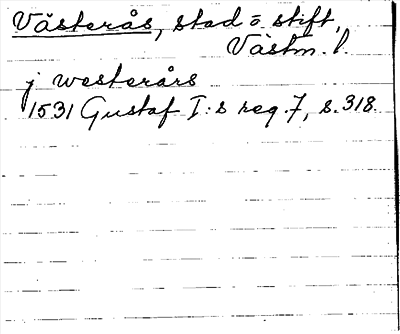 Västerås, stad o. stift,
Västm. l.
j westerårs
1531 Gustaf I:s reg. 7, s. 318.